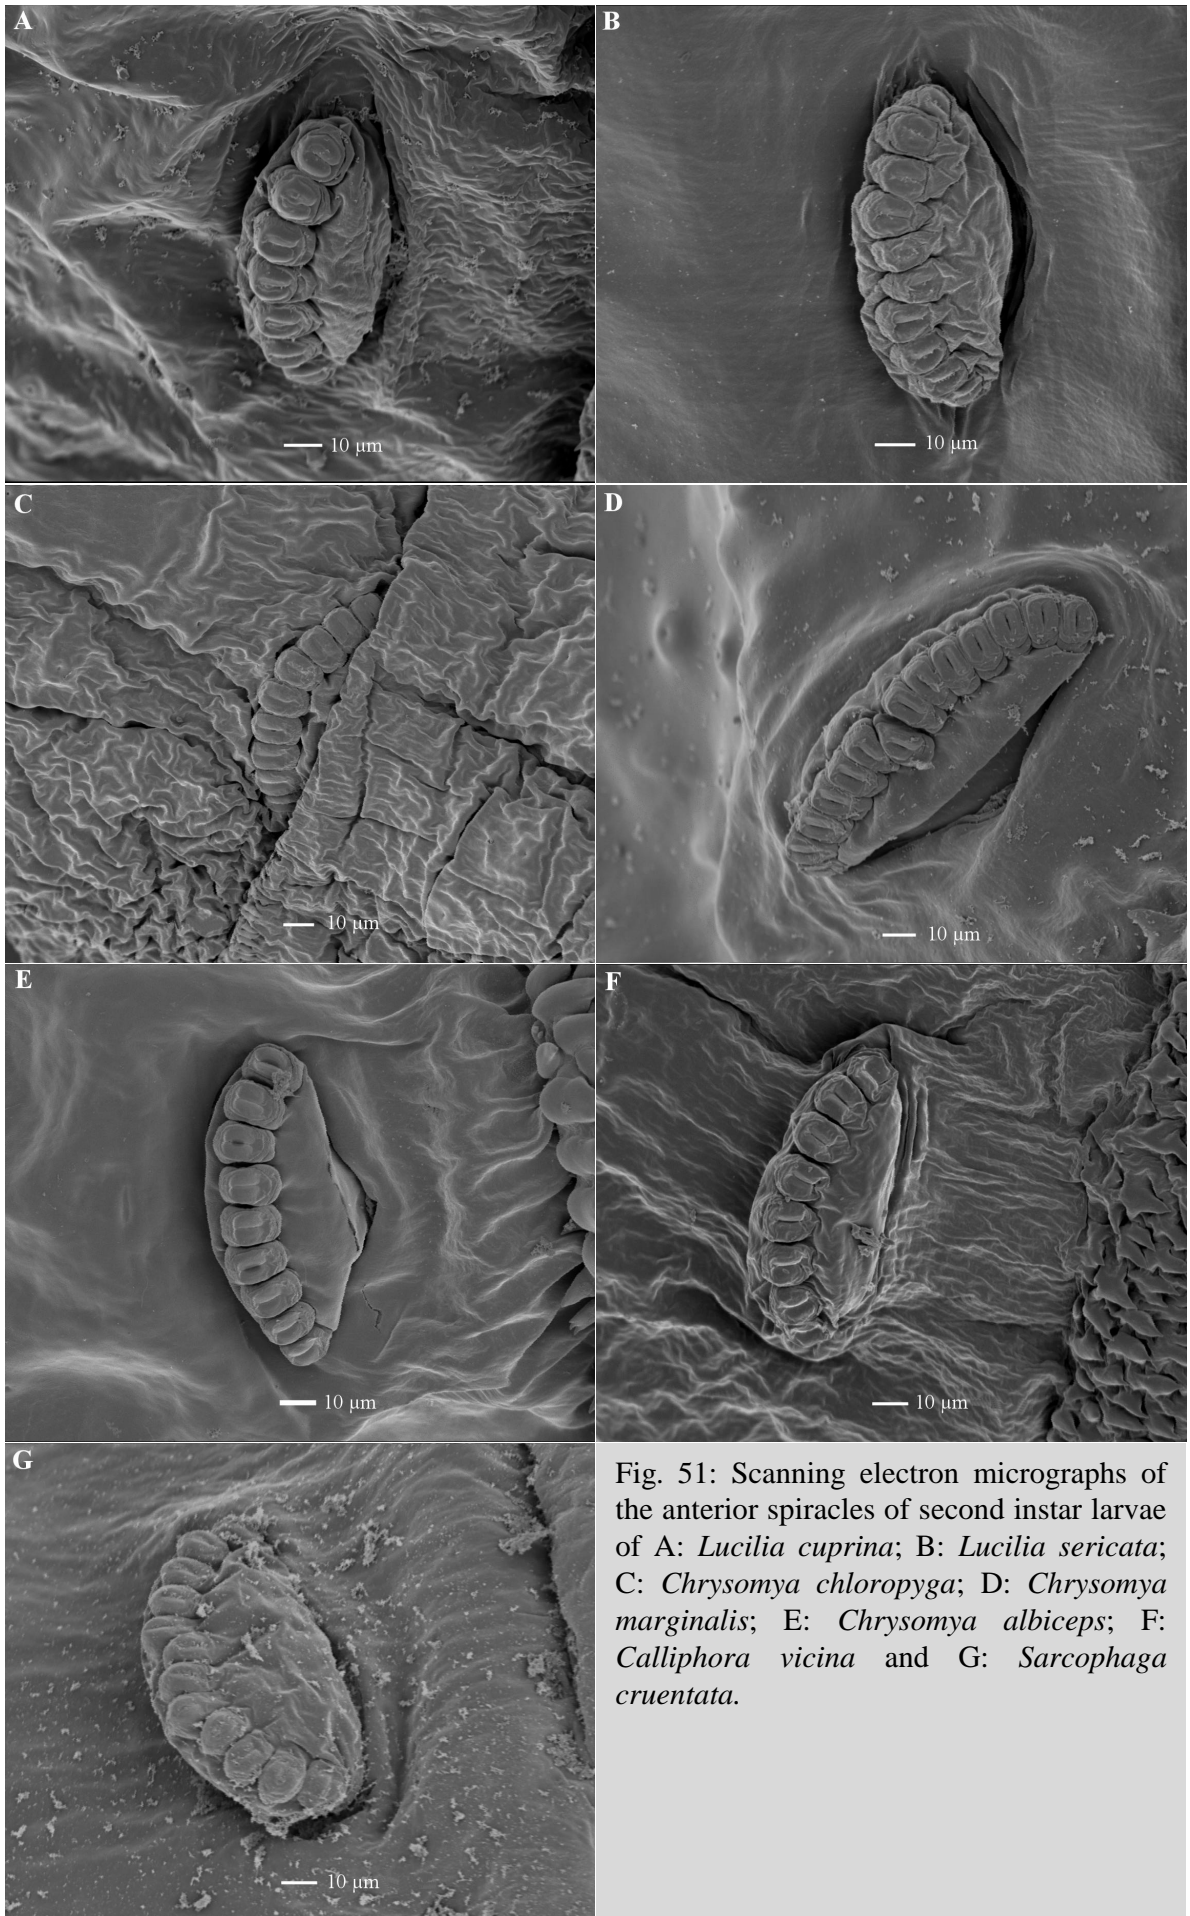 A
10 µm
B
10 µm
C
10 µm
D
10 µm
E
10 µm
F
10 µm
G
10 µm
Fig. 51: Scanning electron micrographs of
the anterior spiracles of second instar larvae
of A: Lucilia cuprina; B: Lucilia sericata;
C: Chrysomya chloropyga; D: Chrysomya
marginalis; E: Chrysomya albiceps; F:
Calliphora vicina and G: Sarcophaga
cruentata.